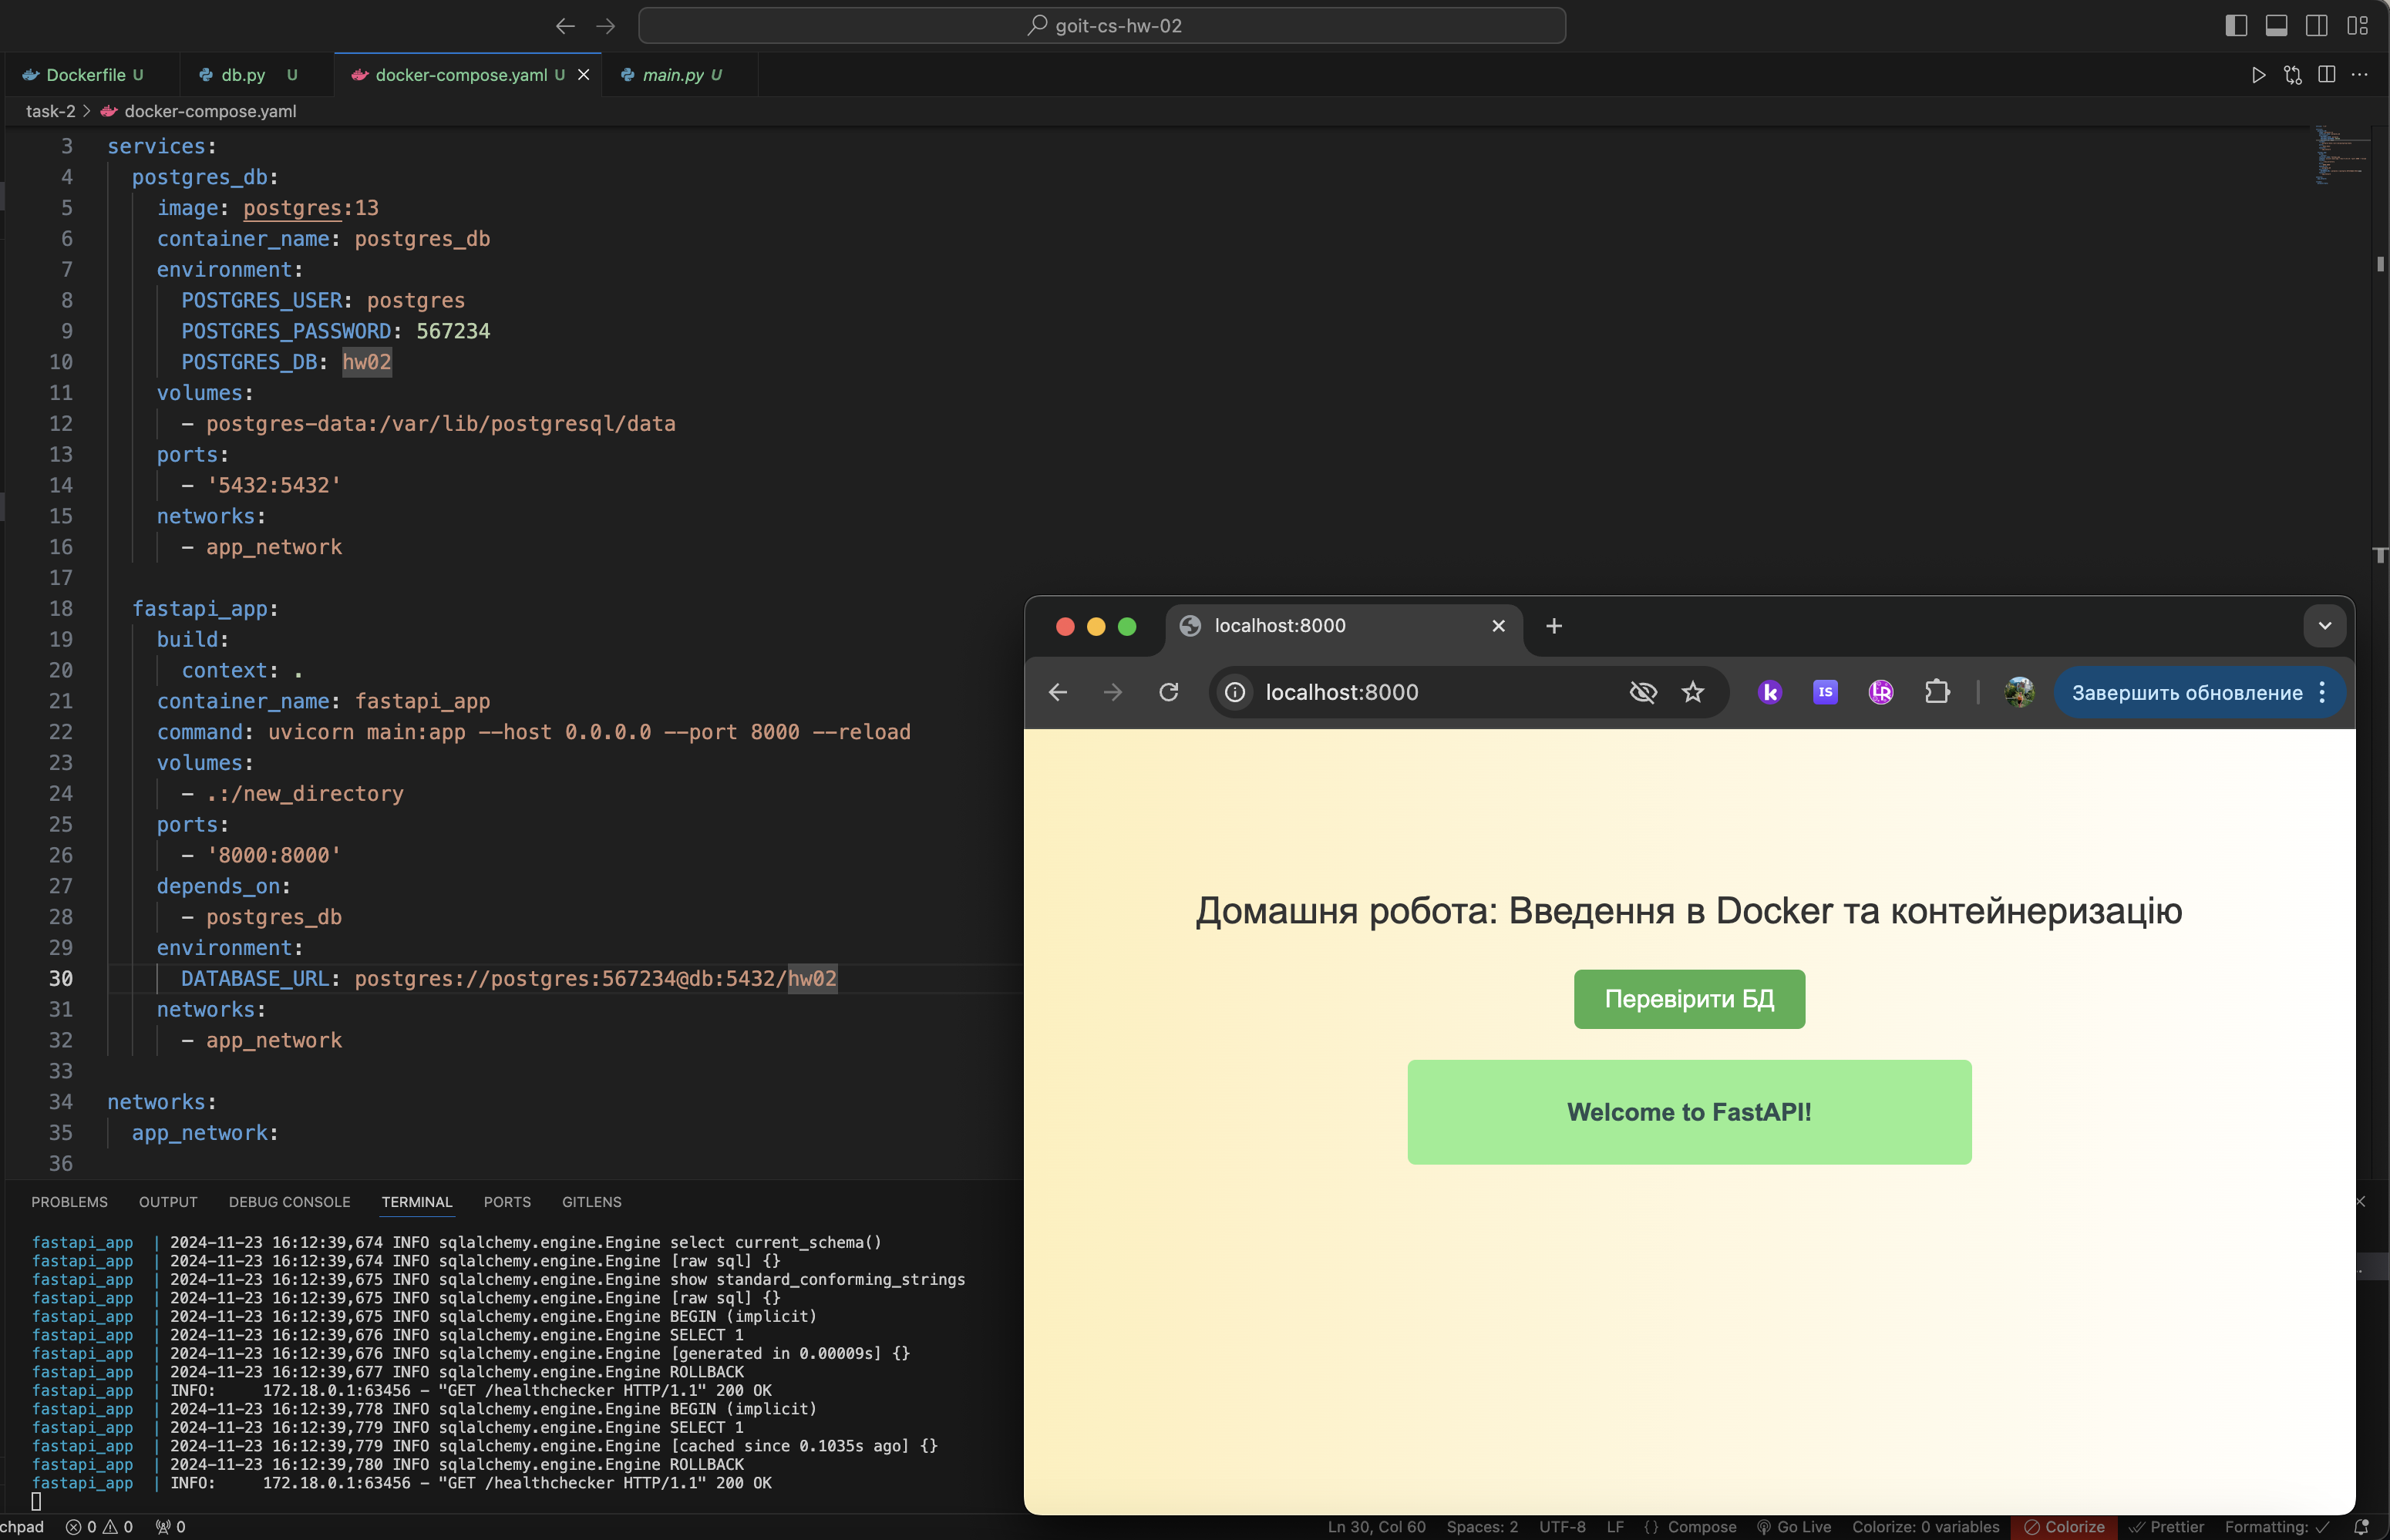 goit-cs-hw-02
Dockerfile U
db.py U
docker-compose.yaml U
main.py U
task-2 > docker-compose.yaml
3 services:
4 postgres_db:
5 image: postgres:13
6 container_name: postgres_db
7 environment:
8 POSTGRES_USER: postgres
9 POSTGRES_PASSWORD: 567234
10 POSTGRES_DB: hw02
11 volumes:
12 - postgres-data:/var/lib/postgresql/data
13 ports:
14 - '5432:5432'
15 networks:
16 - app_network
17
18 fastapi_app:
19 build:
20 context: .
21 container_name: fastapi_app
22 command: uvicorn main:app --host 0.0.0.0 --port 8000 --reload
23 volumes:
24 - .:/new_directory
25 ports:
26 - '8000:8000'
27 depends_on:
28 - postgres_db
29 environment:
30 DATABASE_URL: postgres://postgres:567234@db:5432/hw02
31 networks:
32 - app_network
33
34 networks:
35 app_network:
36
localhost:8000
localhost:8000
k
IS
LR
Завершить обновление
Домашня робота: Введення в Docker та контейнеризацію
Перевірити БД
Welcome to FastAPI!
PROBLEMS OUTPUT DEBUG CONSOLE TERMINAL PORTS GITLENS
fastapi_app | 2024-11-23 16:12:39,674 INFO sqlalchemy.engine.Engine select current_schema()
fastapi_app | 2024-11-23 16:12:39,674 INFO sqlalchemy.engine.Engine [raw sql] {}
fastapi_app | 2024-11-23 16:12:39,675 INFO sqlalchemy.engine.Engine show standard_conforming_strings
fastapi_app | 2024-11-23 16:12:39,675 INFO sqlalchemy.engine.Engine [raw sql] {}
fastapi_app | 2024-11-23 16:12:39,675 INFO sqlalchemy.engine.Engine BEGIN (implicit)
fastapi_app | 2024-11-23 16:12:39,676 INFO sqlalchemy.engine.Engine SELECT 1
fastapi_app | 2024-11-23 16:12:39,676 INFO sqlalchemy.engine.Engine [generated in 0.00009s] {}
fastapi_app | 2024-11-23 16:12:39,677 INFO sqlalchemy.engine.Engine ROLLBACK
fastapi_app | INFO: 172.18.0.1:63456 - "GET /healthchecker HTTP/1.1" 200 OK
fastapi_app | 2024-11-23 16:12:39,778 INFO sqlalchemy.engine.Engine BEGIN (implicit)
fastapi_app | 2024-11-23 16:12:39,779 INFO sqlalchemy.engine.Engine SELECT 1
fastapi_app | 2024-11-23 16:12:39,779 INFO sqlalchemy.engine.Engine [cached since 0.1035s ago] {}
fastapi_app | 2024-11-23 16:12:39,780 INFO sqlalchemy.engine.Engine ROLLBACK
fastapi_app | INFO: 172.18.0.1:63456 - "GET /healthchecker HTTP/1.1" 200 OK
chpad 0 0 0 Ln 30, Col 60 Spaces: 2 UTF-8 LF {} Compose Go Live Colorize: 0 variables Colorize Prettier Formatting: ✓